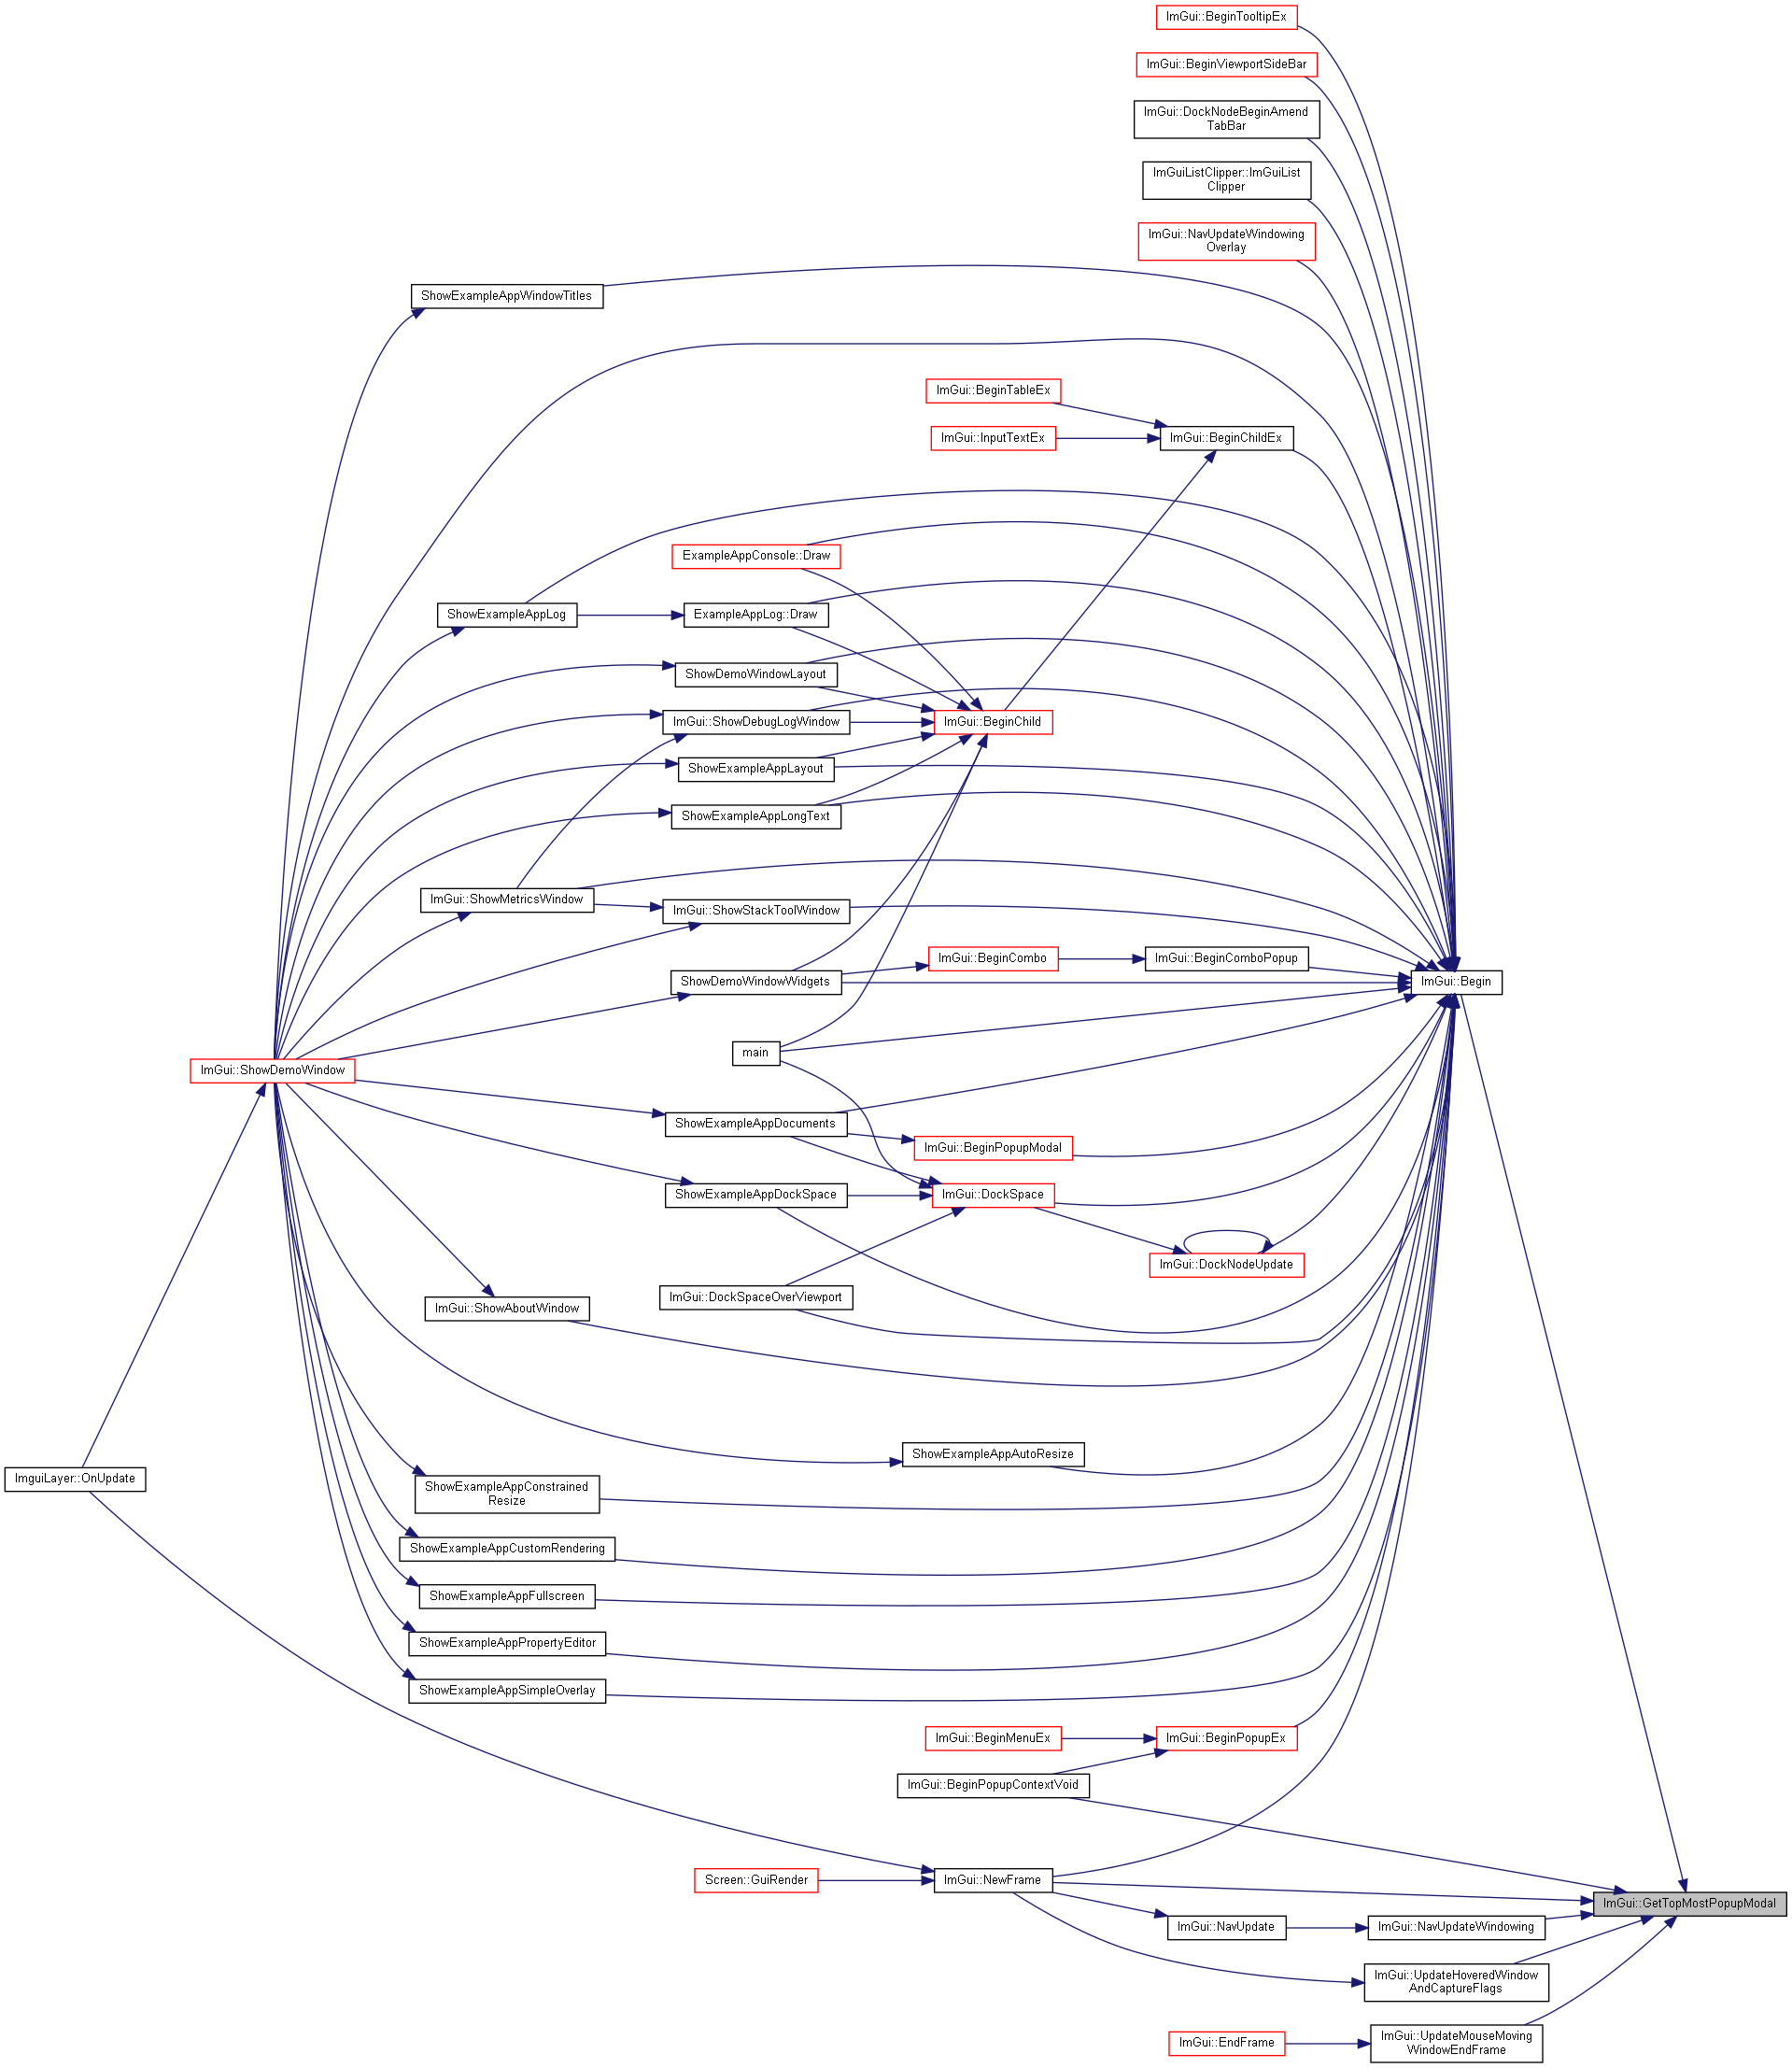 ImGui::BeginTooltipEx
ImGui::BeginViewportSideBar
ImGui::DockNodeBeginAmend
TabBar
ImGuiListClipper::ImGuiList
Clipper
ImGui::NavUpdateWindowing
Overlay
ShowExampleAppWindowTitles
ImGui::BeginTableEx
ImGui::InputTextEx
ImGui::BeginChildEx
ExampleAppConsole::Draw
ShowExampleAppLog
ExampleAppLog::Draw
ShowDemoWindowLayout
ImGui::ShowDebugLogWindow
ImGui::BeginChild
ShowExampleAppLayout
ShowExampleAppLongText
ImGui::ShowMetricsWindow
ImGui::ShowStackToolWindow
ImGui::BeginCombo
ImGui::BeginComboPopup
ShowDemoWindowWidgets
ImGui::Begin
main
ImGui::ShowDemoWindow
ShowExampleAppDocuments
ImGui::BeginPopupModal
ShowExampleAppDockSpace
ImGui::DockSpace
ImGui::DockNodeUpdate
ImGui::DockSpaceOverViewport
ImGui::ShowAboutWindow
ShowExampleAppAutoResize
ImguiLayer::OnUpdate
ShowExampleAppConstrained
Resize
ShowExampleAppCustomRendering
ShowExampleAppFullscreen
ShowExampleAppPropertyEditor
ShowExampleAppSimpleOverlay
ImGui::BeginMenuEx
ImGui::BeginPopupEx
ImGui::BeginPopupContextVoid
Screen::GuiRender
ImGui::NewFrame
ImGui::GetTopMostPopupModal
ImGui::NavUpdate
ImGui::NavUpdateWindowing
ImGui::UpdateHoveredWindow
AndCaptureFlags
ImGui::EndFrame
ImGui::UpdateMouseMoving
WindowEndFrame